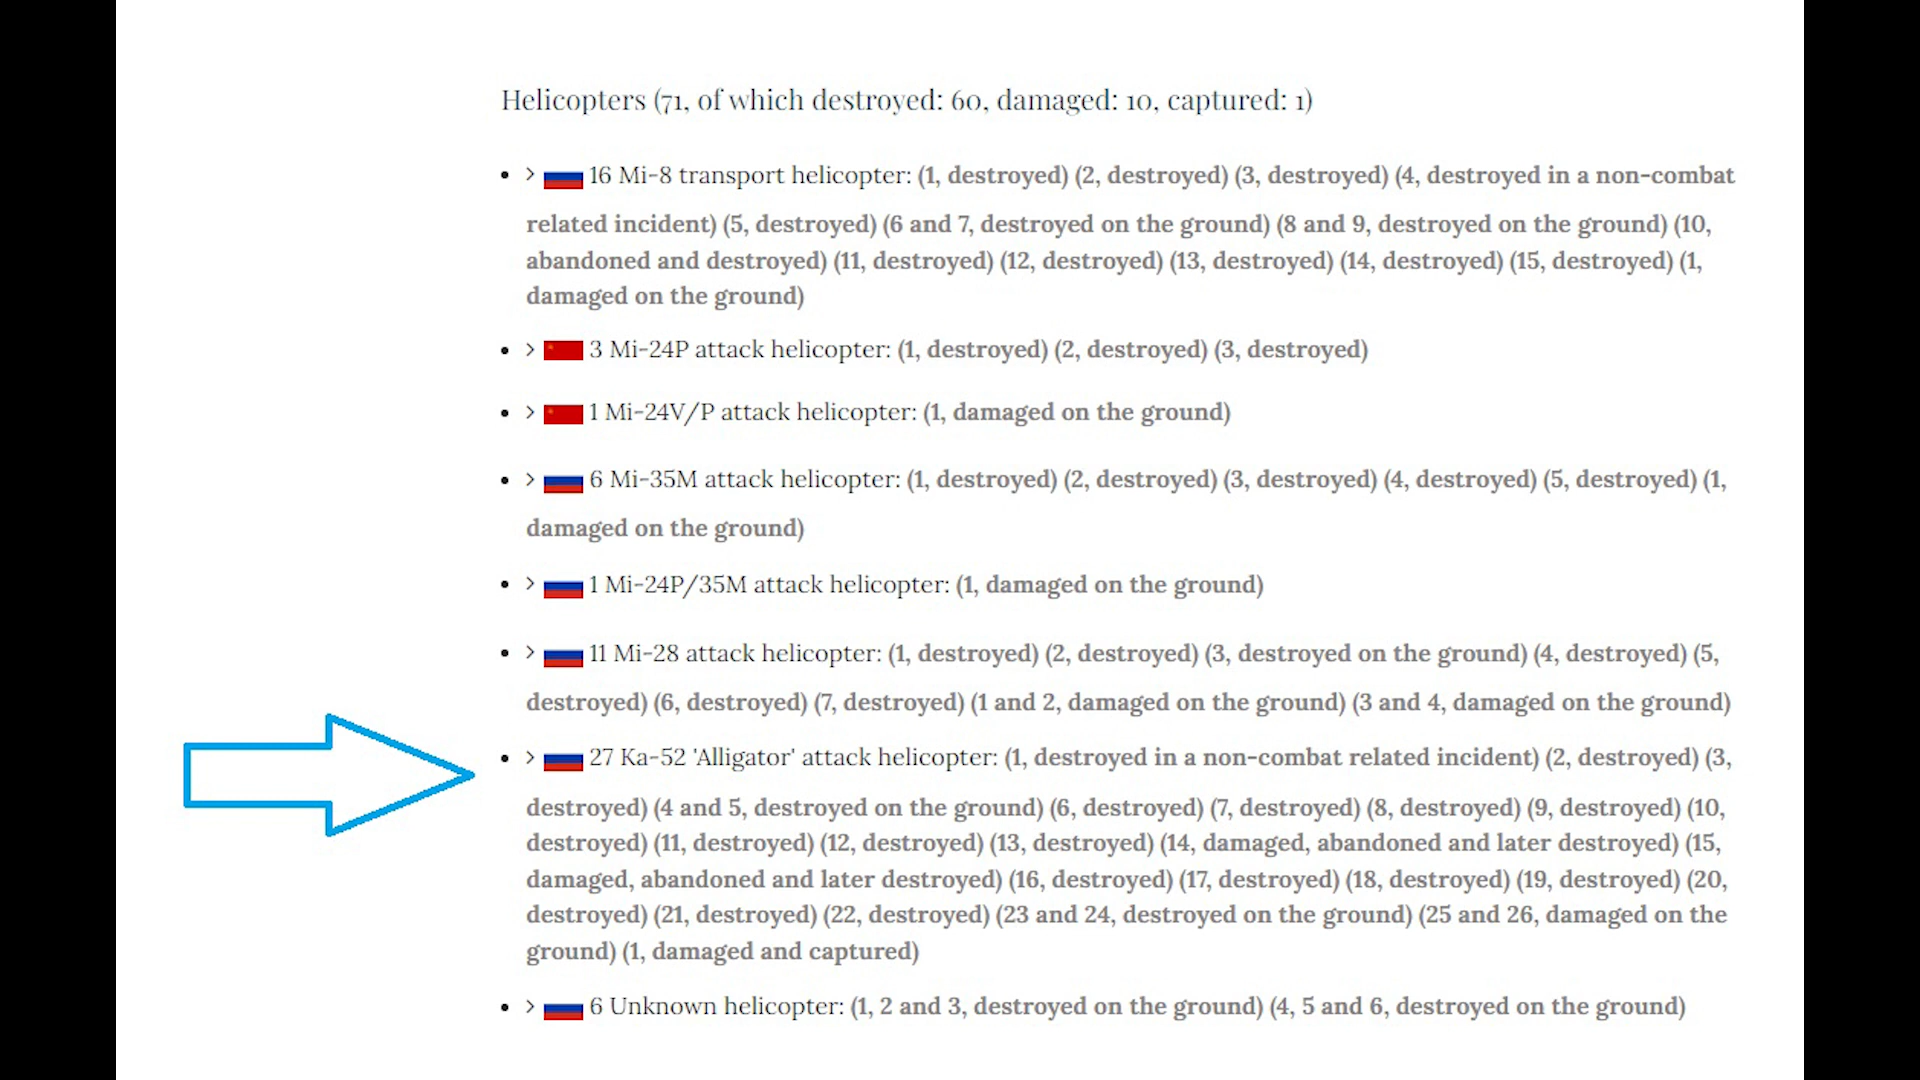 Helicopters (71, of which destroyed: 60, damaged: 10, captured: 1)
• > 16 Mi-8 transport helicopter: (1, destroyed) (2, destroyed) (3, destroyed) (4, destroyed in a non-combat
related incident) (5, destroyed) (6 and 7, destroyed on the ground) (8 and 9, destroyed on the ground) (10,
abandoned and destroyed) (11, destroyed) (12, destroyed) (13, destroyed) (14, destroyed) (15, destroyed) (1,
damaged on the ground)
• > 3 Mi-24P attack helicopter: (1, destroyed) (2, destroyed) (3, destroyed)
• > 1 Mi-24V/P attack helicopter: (1, damaged on the ground)
• > 6 Mi-35M attack helicopter: (1, destroyed) (2, destroyed) (3, destroyed) (4, destroyed) (5, destroyed) (1,
damaged on the ground)
• > 1 Mi-24P/35M attack helicopter: (1, damaged on the ground)
• > 11 Mi-28 attack helicopter: (1, destroyed) (2, destroyed) (3, destroyed on the ground) (4, destroyed) (5,
destroyed) (6, destroyed) (7, destroyed) (1 and 2, damaged on the ground) (3 and 4, damaged on the ground)
• > 27 Ka-52 'Alligator' attack helicopter: (1, destroyed in a non-combat related incident) (2, destroyed) (3,
destroyed) (4 and 5, destroyed on the ground) (6, destroyed) (7, destroyed) (8, destroyed) (9, destroyed) (10,
destroyed) (11, destroyed) (12, destroyed) (13, destroyed) (14, damaged, abandoned and later destroyed) (15,
damaged, abandoned and later destroyed) (16, destroyed) (17, destroyed) (18, destroyed) (19, destroyed) (20,
destroyed) (21, destroyed) (22, destroyed) (23 and 24, destroyed on the ground) (25 and 26, damaged on the
ground) (1, damaged and captured)
• > 6 Unknown helicopter: (1, 2 and 3, destroyed on the ground) (4, 5 and 6, destroyed on the ground)